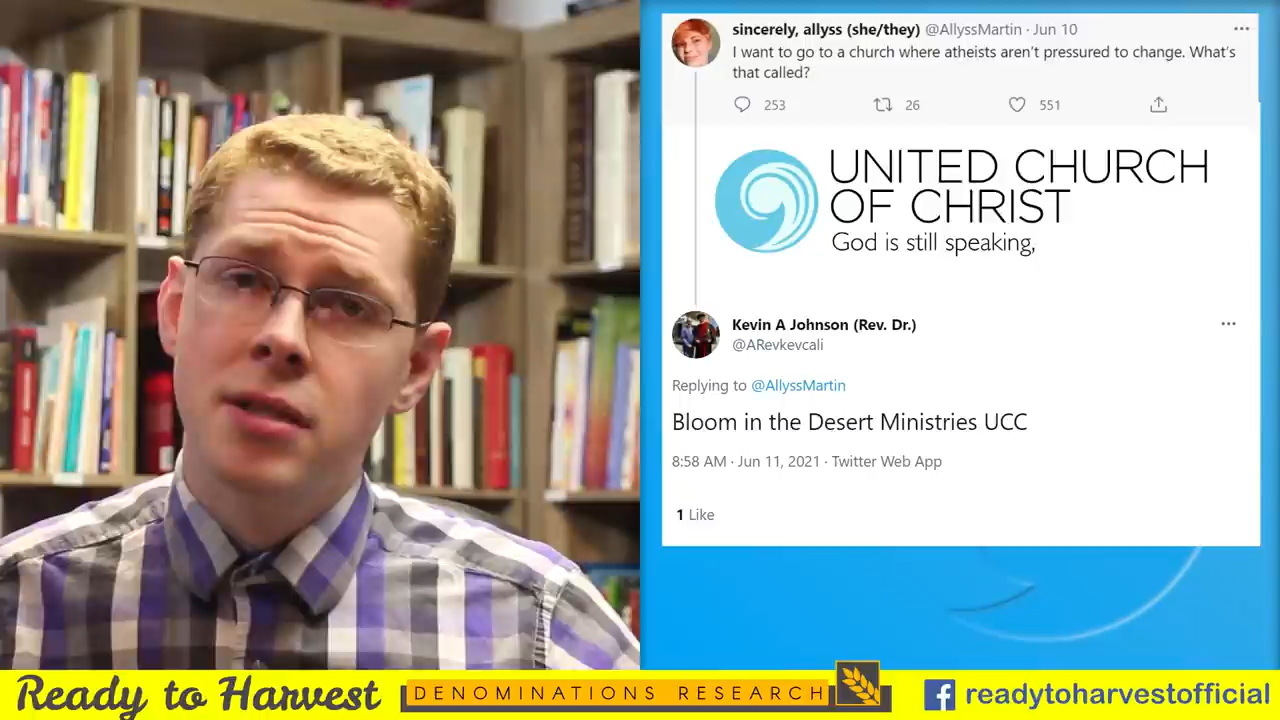 sincerely, allyss (she/they) @AllyssMartin · Jun 10
I want to go to a church where atheists aren't pressured to change. What's
that called?
253 26 551
UNITED CHURCH
OF CHRIST
God is still speaking,
Kevin A Johnson (Rev. Dr.)
@ARevkevcali
Replying to @AllyssMartin
Bloom in the Desert Ministries UCC
8:58 AM · Jun 11, 2021 · Twitter Web App
1 Like
Ready to Harvest DENOMINATIONS RESEARCH readytoharvestofficial